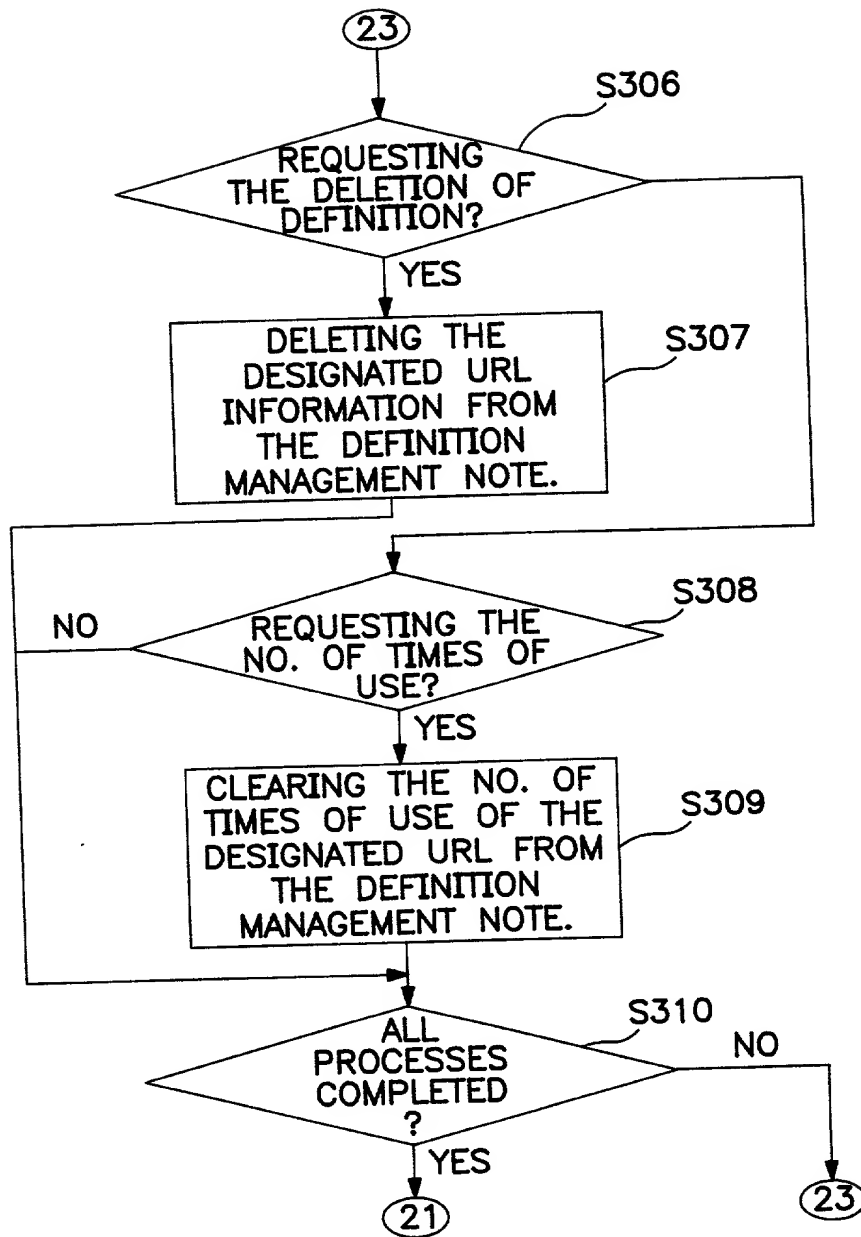 23
S306
REQUESTING
THE DELETION OF
DEFINITION?
YES
DELETING THE
DESIGNATED URL
INFORMATION FROM
THE DEFINITION
MANAGEMENT NOTE.
S307
S308
NO
REQUESTING THE
NO. OF TIMES OF
USE?
YES
CLEARING THE NO. OF
TIMES OF USE OF THE
DESIGNATED URL FROM
THE DEFINITION
MANAGEMENT NOTE.
S309
S310
ALL
PROCESSES
COMPLETED
?
NO
YES
21
23